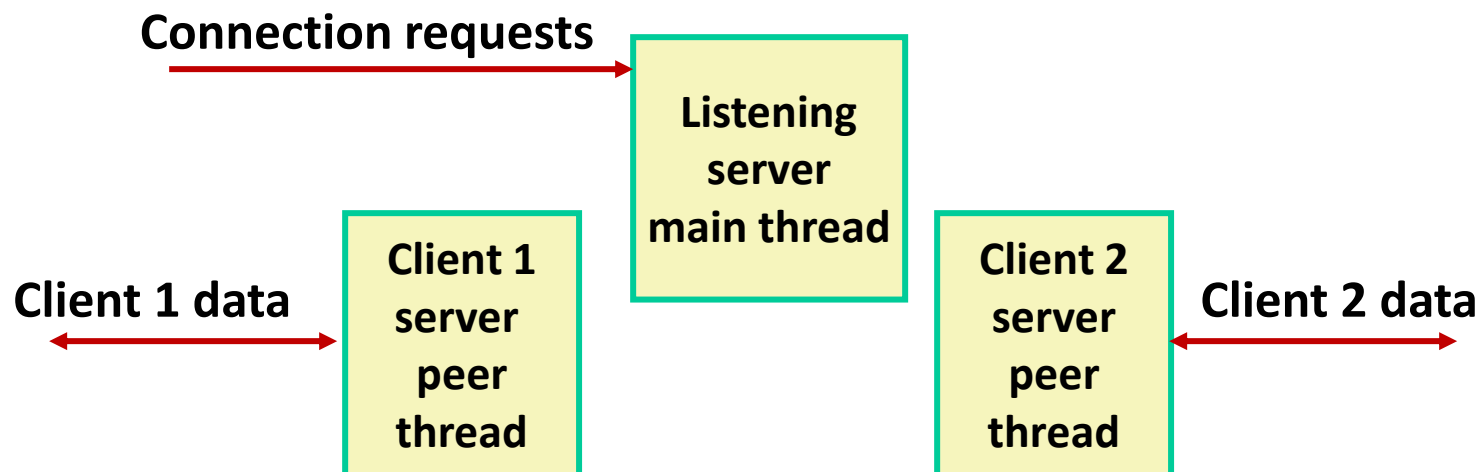 Connection requests
Listening
server
main thread
Client 1 data
Client 1
server
peer
thread
Client 2
server
peer
thread
Client 2 data